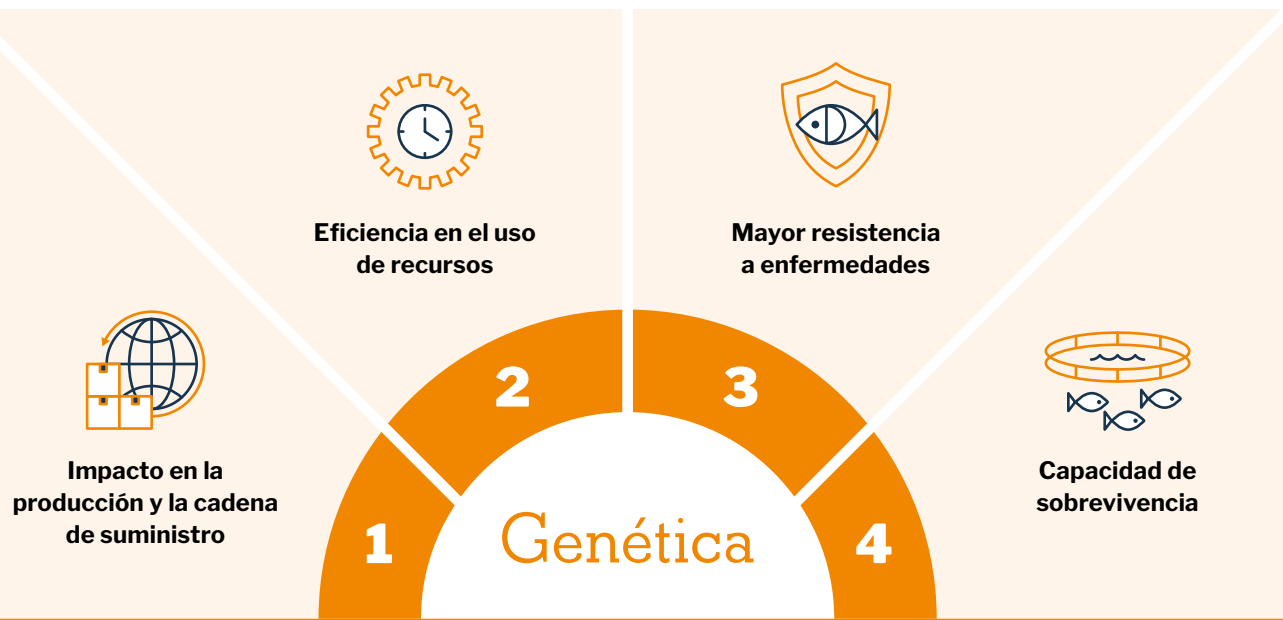 Impacto en la
producción y la cadena
de suministro
1
Eficiencia en el uso
de recursos
2
Mayor resistencia
a enfermedades
3
Capacidad de
sobrevivencia
4
Genética